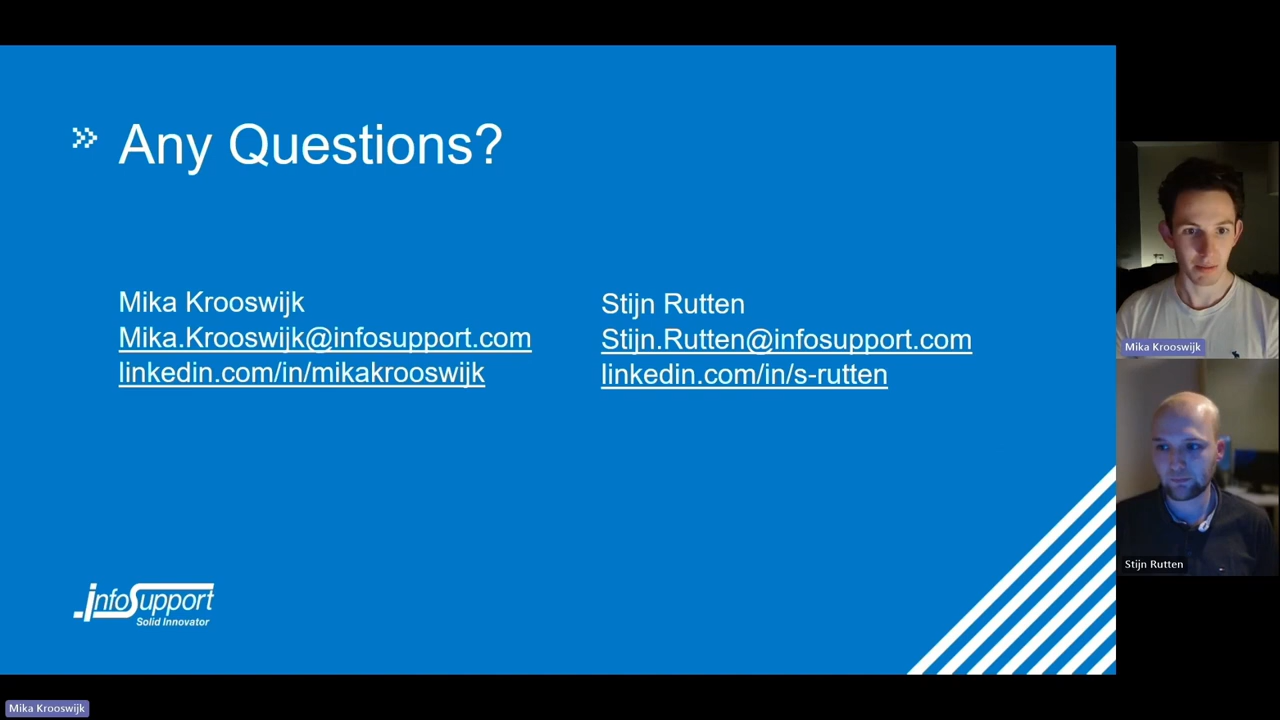 Any Questions?
Mika Krooswijk
Mika.Krooswijk@infosupport.com
linkedin.com/in/mikakrooswijk
Stijn Rutten
Stijn.Rutten@infosupport.com
linkedin.com/in/s-rutten
infoSupport
Solid Innovator
Mika Krooswijk
Stijn Rutten
Mika Krooswijk